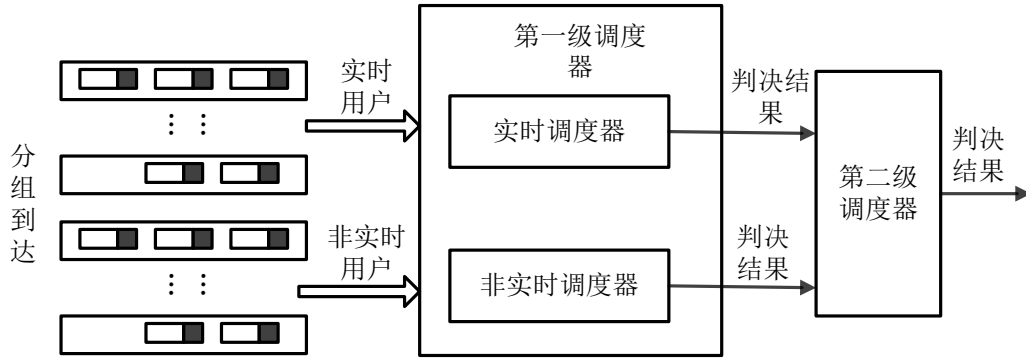 分
组
到
达
实时
用户
非实时
用户
第一级调度
器
实时调度器
非实时调度器
判决结
果
判决
结果
第二级
调度器
判决
结果